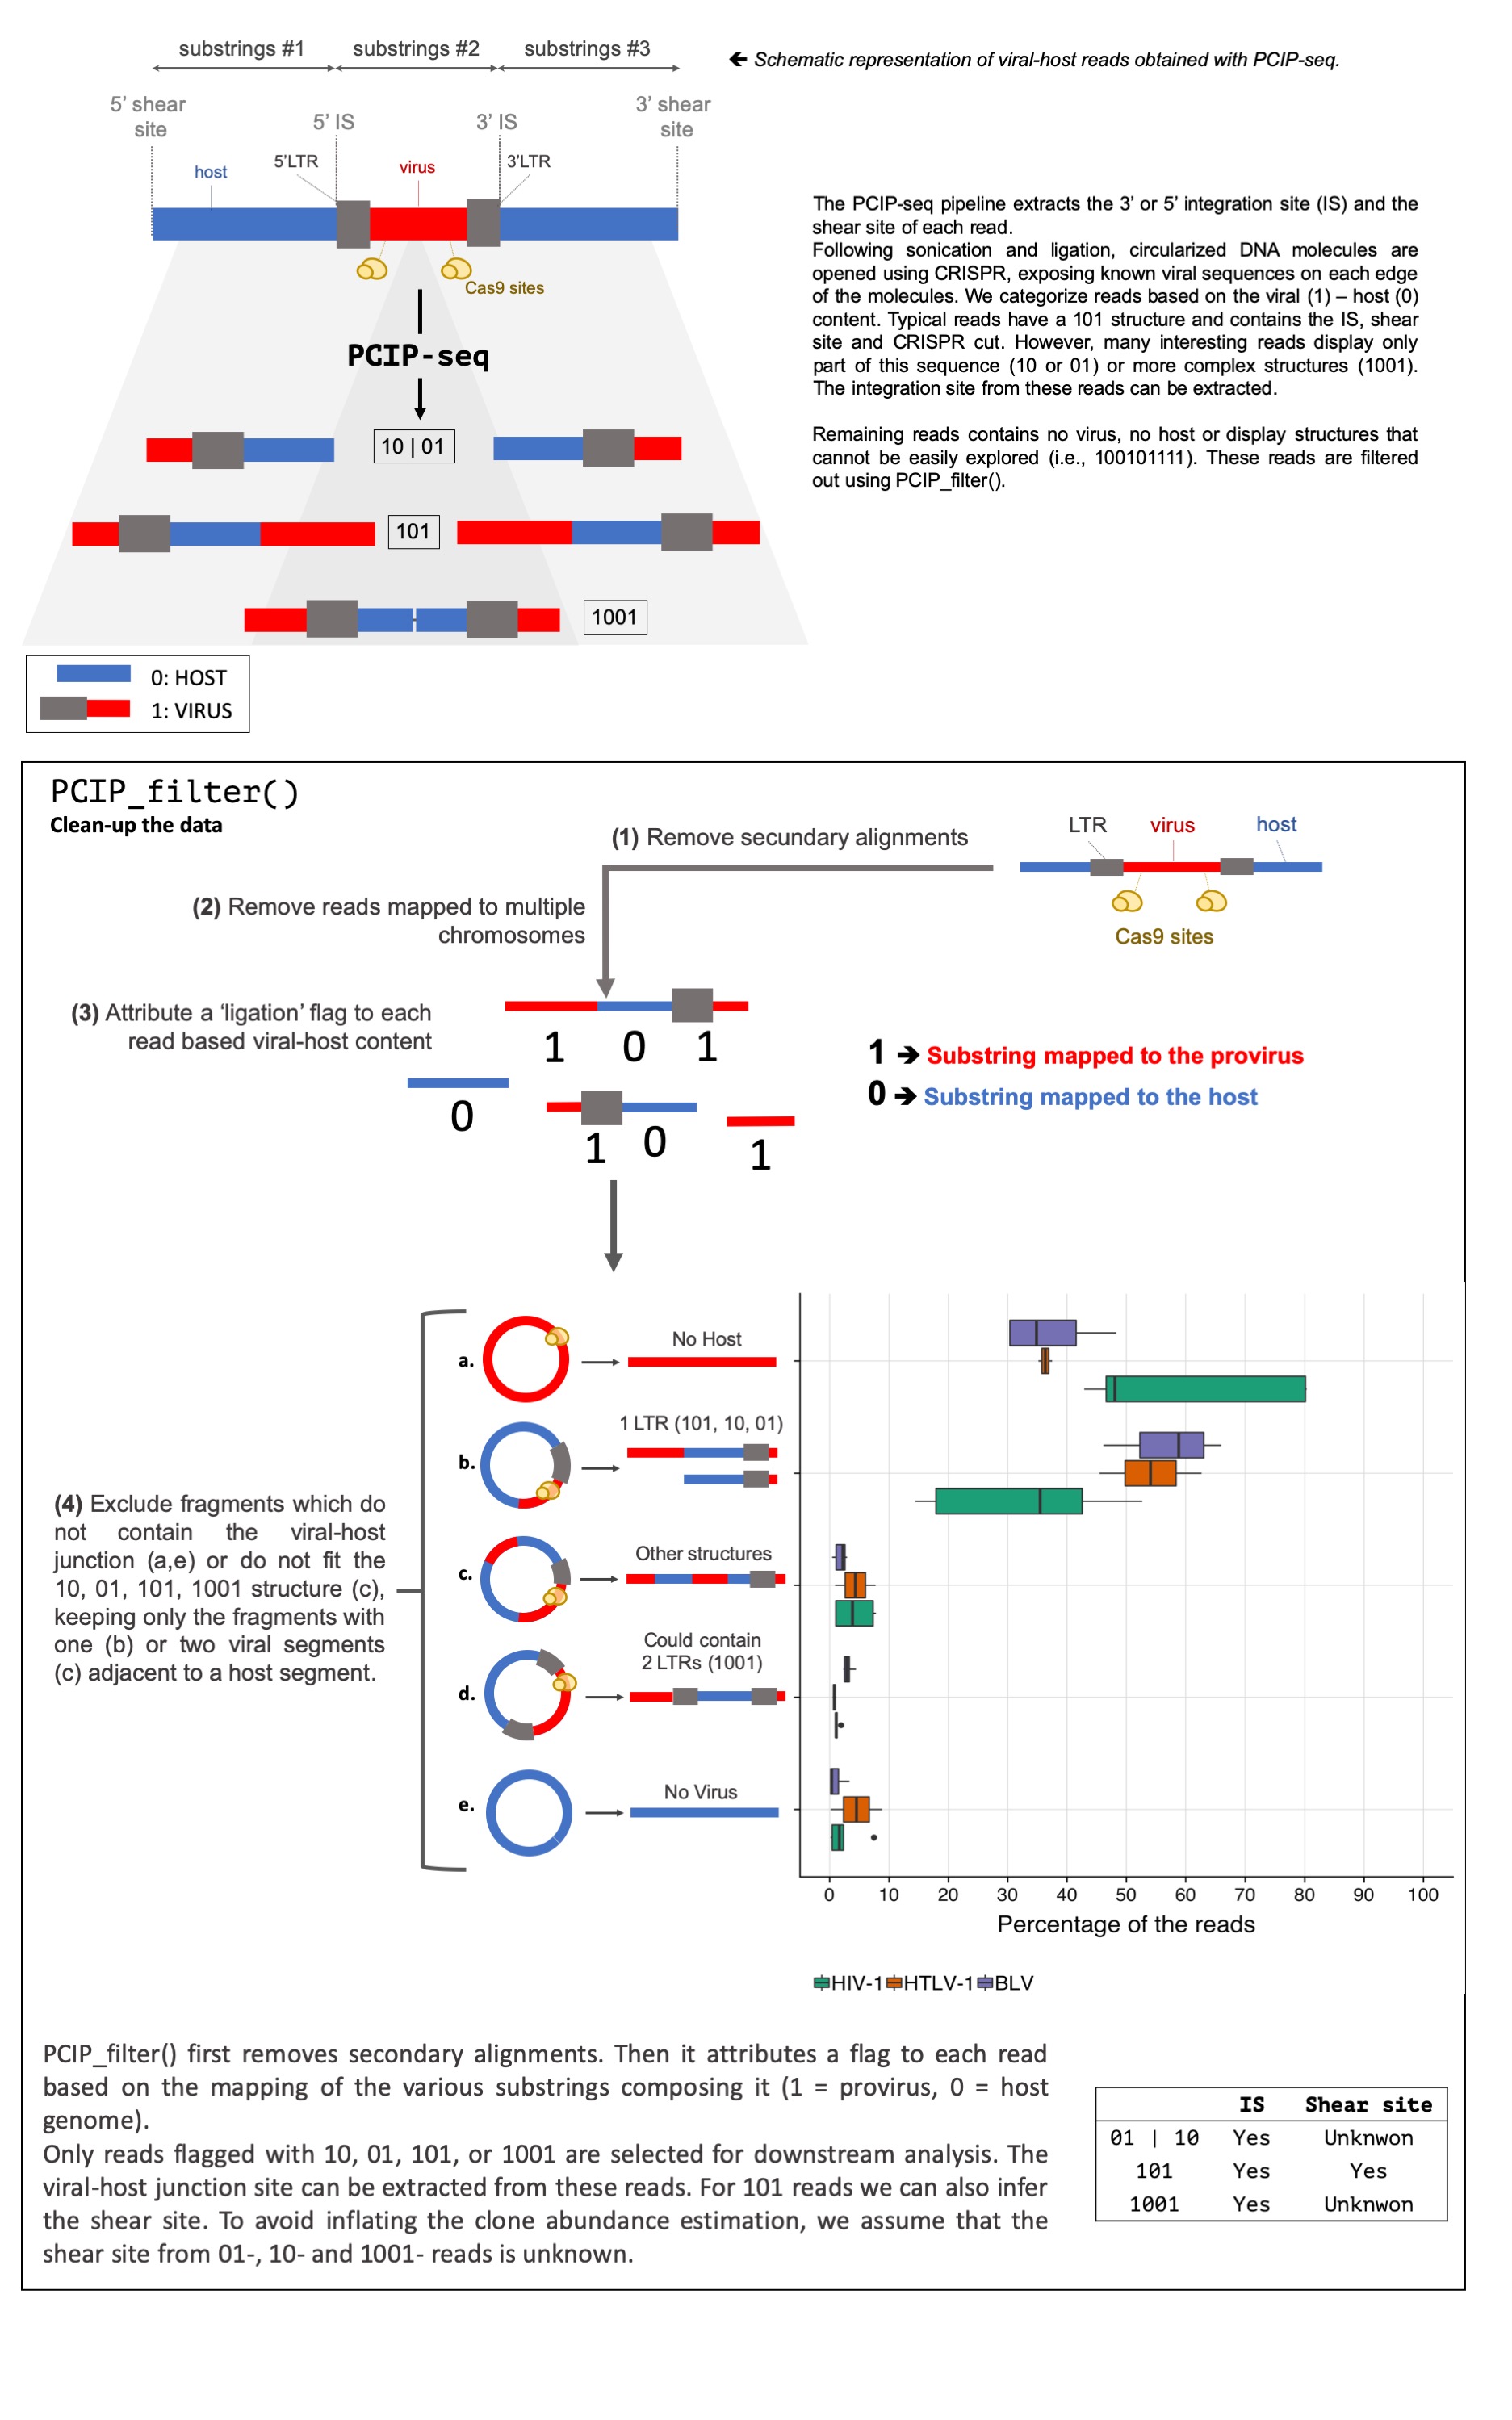 substrings #1 substrings #2 substrings #3
← Schematic representation of viral-host reads obtained with PCIP-seq.
5' shear
site
5' IS
3' IS
3' shear
site
host
5'LTR
virus
3'LTR
Cas9 sites
PCIP-seq
10 | 01
101
1001
0: HOST
1: VIRUS
The PCIP-seq pipeline extracts the 3' or 5' integration site (IS) and the
shear site of each read.
Following sonication and ligation, circularized DNA molecules are
opened using CRISPR, exposing known viral sequences on each edge
of the molecules. We categorize reads based on the viral (1) – host (0)
content. Typical reads have a 101 structure and contains the IS, shear
site and CRISPR cut. However, many interesting reads display only
part of this sequence (10 or 01) or more complex structures (1001).
The integration site from these reads can be extracted.
Remaining reads contains no virus, no host or display structures that
cannot be easily explored (i.e., 100101111). These reads are filtered
out using PCIP_filter().
PCIP_filter()
Clean-up the data
(1) Remove secundary alignments
LTR virus host
Cas9 sites
(2) Remove reads mapped to multiple
chromosomes
(3) Attribute a 'ligation' flag to each
read based viral-host content
1 0 1
0
1 0
1
1 ➔ Substring mapped to the provirus
0 ➔ Substring mapped to the host
(4) Exclude fragments which do
not contain the viral-host
junction (a,e) or do not fit the
10, 01, 101, 1001 structure (c),
keeping only the fragments with
one (b) or two viral segments
(c) adjacent to a host segment.
a.
No Host
b.
1 LTR (101, 10, 01)
c.
Other structures
d.
Could contain
2 LTRs (1001)
e.
No Virus
0 10 20 30 40 50 60 70 80 90 100
Percentage of the reads
HIV-1 HTLV-1 BLV
PCIP_filter() first removes secondary alignments. Then it attributes a flag to each read
based on the mapping of the various substrings composing it (1 = provirus, 0 = host
genome).
Only reads flagged with 10, 01, 101, or 1001 are selected for downstream analysis. The
viral-host junction site can be extracted from these reads. For 101 reads we can also infer
the shear site. To avoid inflating the clone abundance estimation, we assume that the
shear site from 01-, 10- and 1001- reads is unknown.
IS Shear site
01 | 10 Yes Unknwon
101 Yes Yes
1001 Yes Unknwon